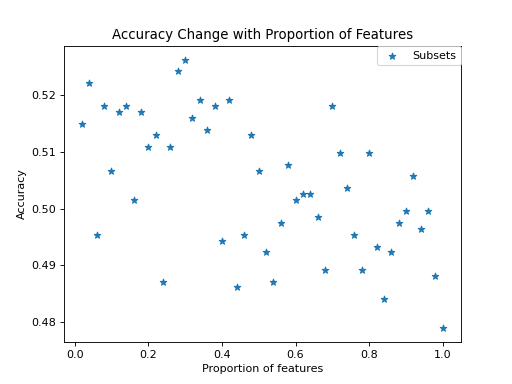 Accuracy Change with Proportion of Features
Subsets
Accuracy
0.52
0.51
0.50
0.49
0.48
0.0 0.2 0.4 0.6 0.8 1.0
Proportion of features